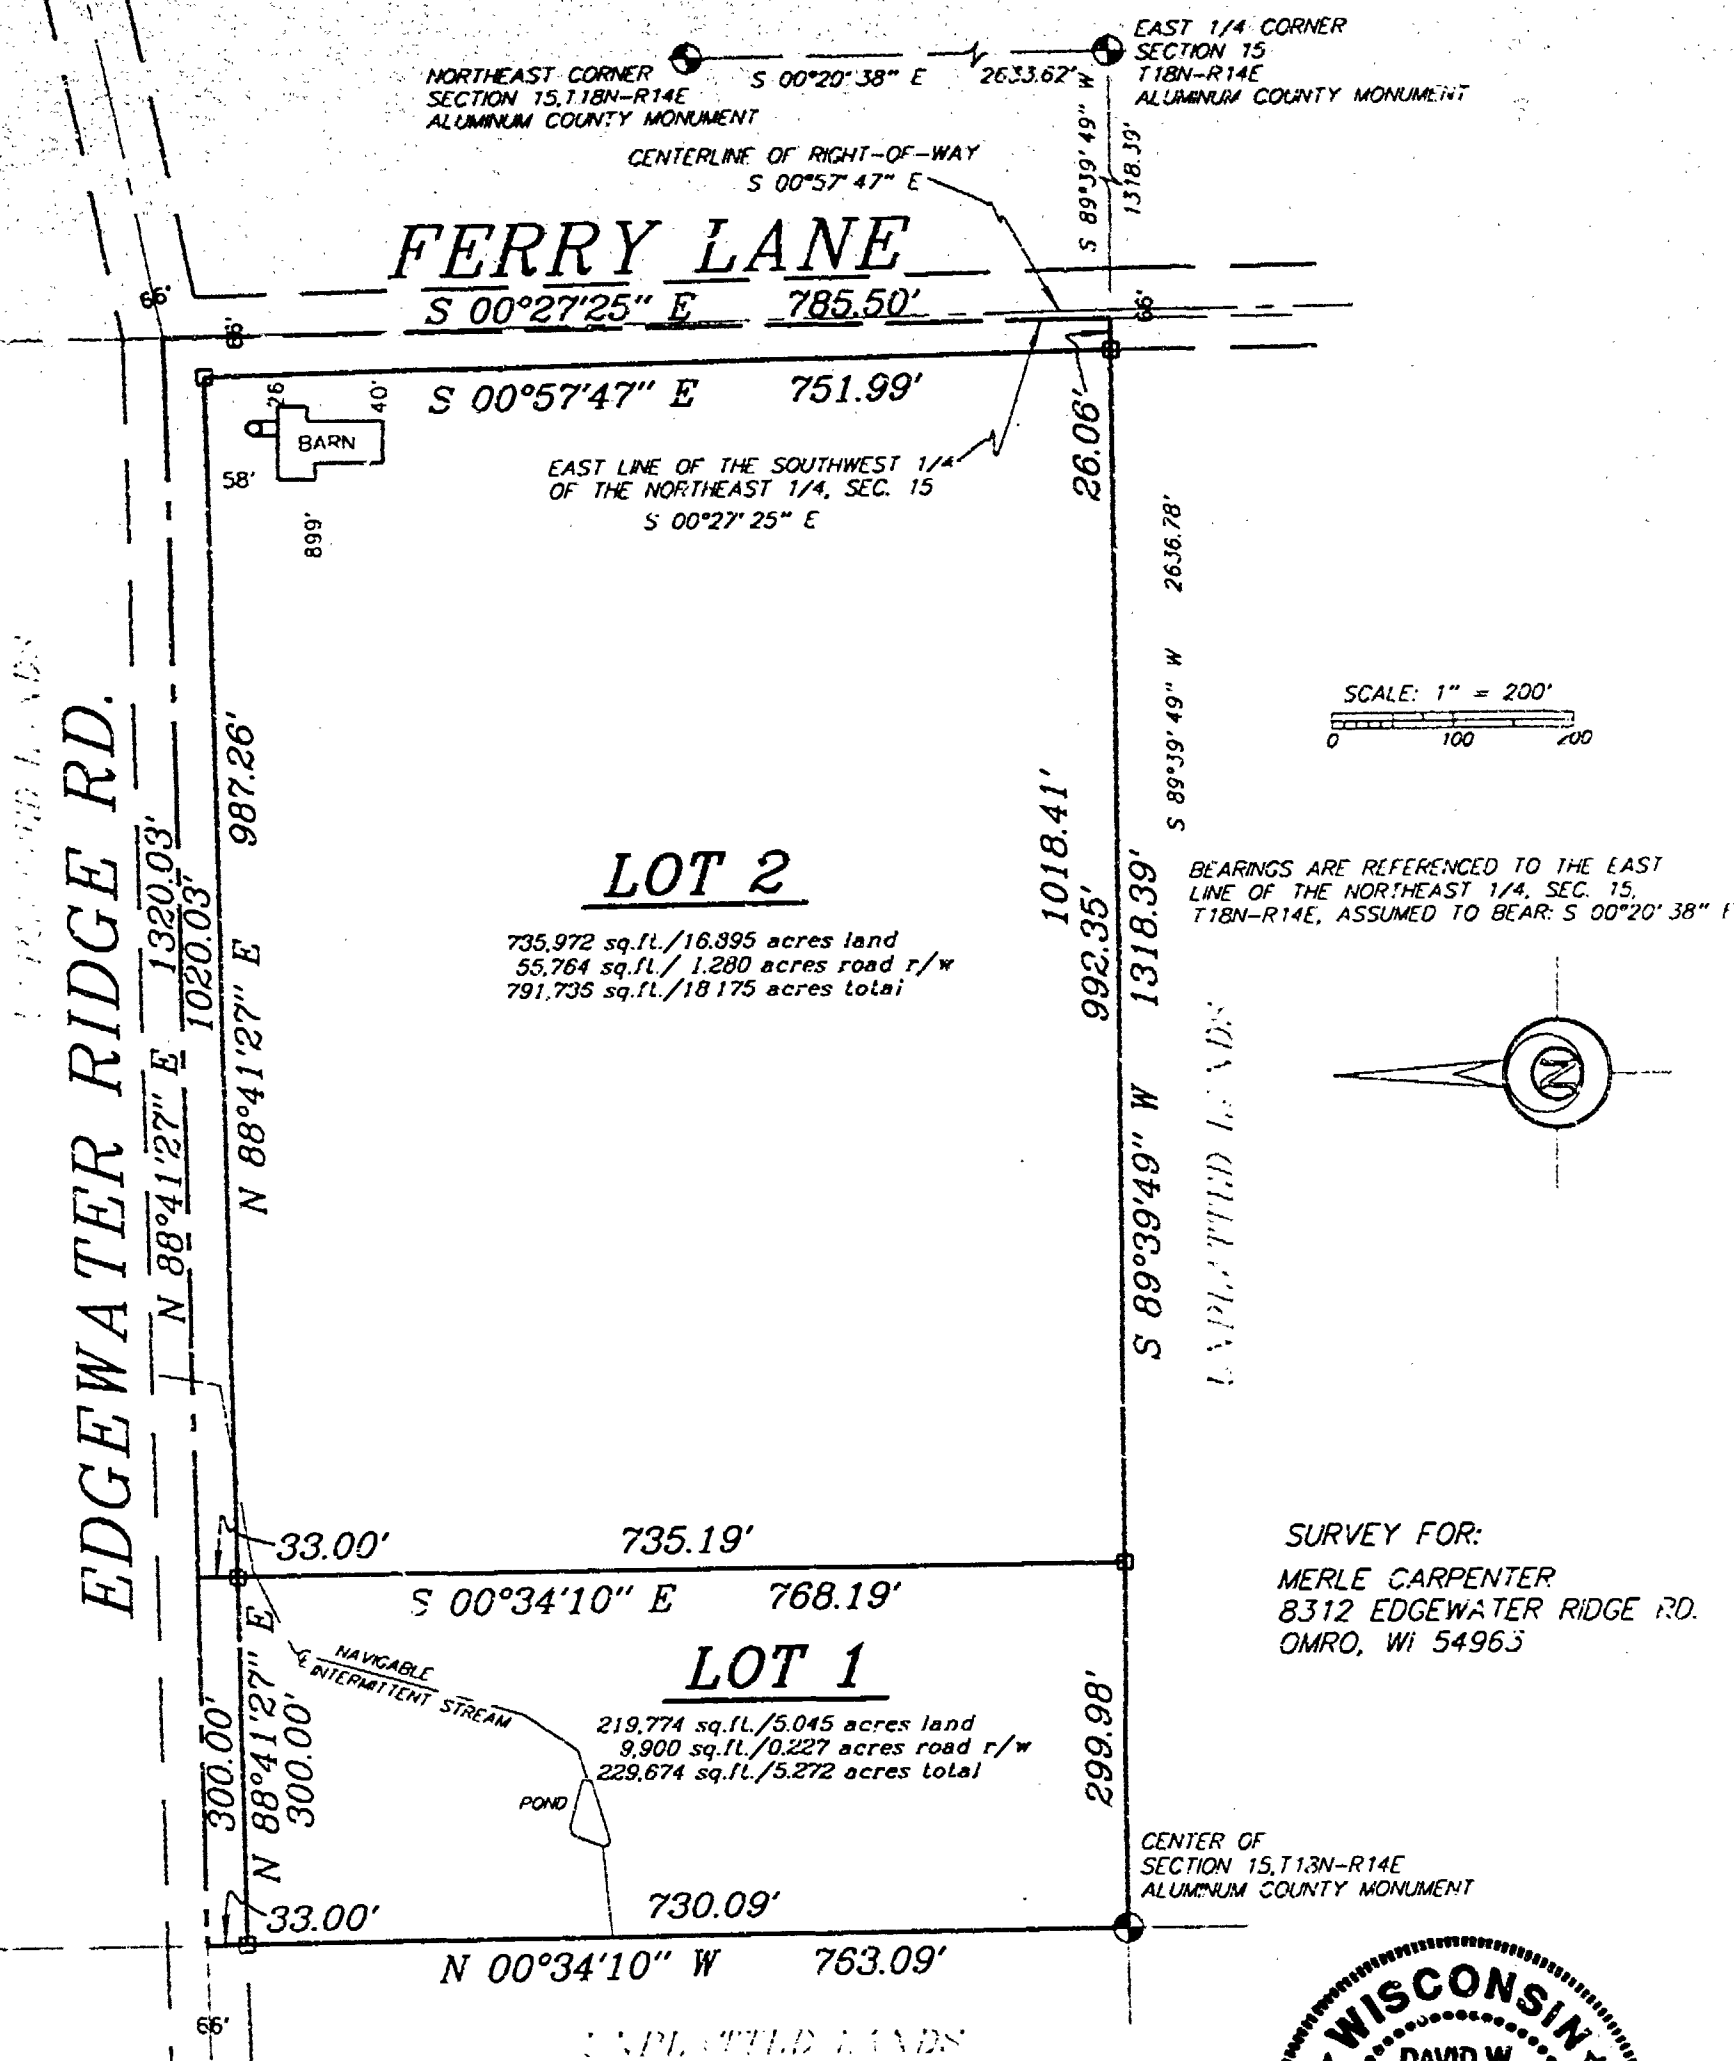 EAST 1/4 CORNER
SECTION 15
T18N-R14E
ALUMINUM COUNTY MONUMENT
NORTHEAST CORNER
SECTION 15, T18N-R14E
ALUMINUM COUNTY MONUMENT
S 00°20'38" E 2633.62'
S 89°39'49" W
1318.39'
CENTERLINE OF RIGHT-OF-WAY
S 00°57'47" E
FERRY LANE
S 00°27'25" E 785.50'
66'
66'
66'
S 00°57'47" E 751.99'
26
40'
BARN
58'
899'
EAST LINE OF THE SOUTHWEST 1/4
OF THE NORTHEAST 1/4, SEC. 15
S 00°27'25" E
26.06'
S 89°39'49" W 2636.78'
SCALE: 1" = 200'
0 100 200
EDGEWATER RIDGE RD.
N 88°41'27" E 1320.03'
1020.03'
N 88°41'27" E 987.26'
LOT 2
735,972 sq.ft./16.895 acres land
55,764 sq.ft./ 1.280 acres road r/w
791,735 sq.ft./18 175 acres total
1018.41'
992.35'
S 89°39'49" W 1318.39'
BEARINGS ARE REFERENCED TO THE EAST
LINE OF THE NORTHEAST 1/4, SEC. 15,
T18N-R14E, ASSUMED TO BEAR: S 00°20'38" E
UNPLATTED LANDS
UNPLATTED LANDS
N
33.00'
735.19'
S 00°34'10" E 768.19'
SURVEY FOR:
MERLE CARPENTER
8312 EDGEWATER RIDGE RD.
OMRO, WI 54963
NAVIGABLE
INTERMITTENT STREAM
LOT 1
219,774 sq.ft./5.045 acres land
9,900 sq.ft./0.227 acres road r/w
229,674 sq.ft./5.272 acres total
300.00'
N 88°41'27" E
300.00'
299.98'
POND
CENTER OF
SECTION 15, T18N-R14E
ALUMINUM COUNTY MONUMENT
33.00'
730.09'
N 00°34'10" W 763.09'
66'
UNPLATTED LANDS
WISCONSIN
DAVID W.